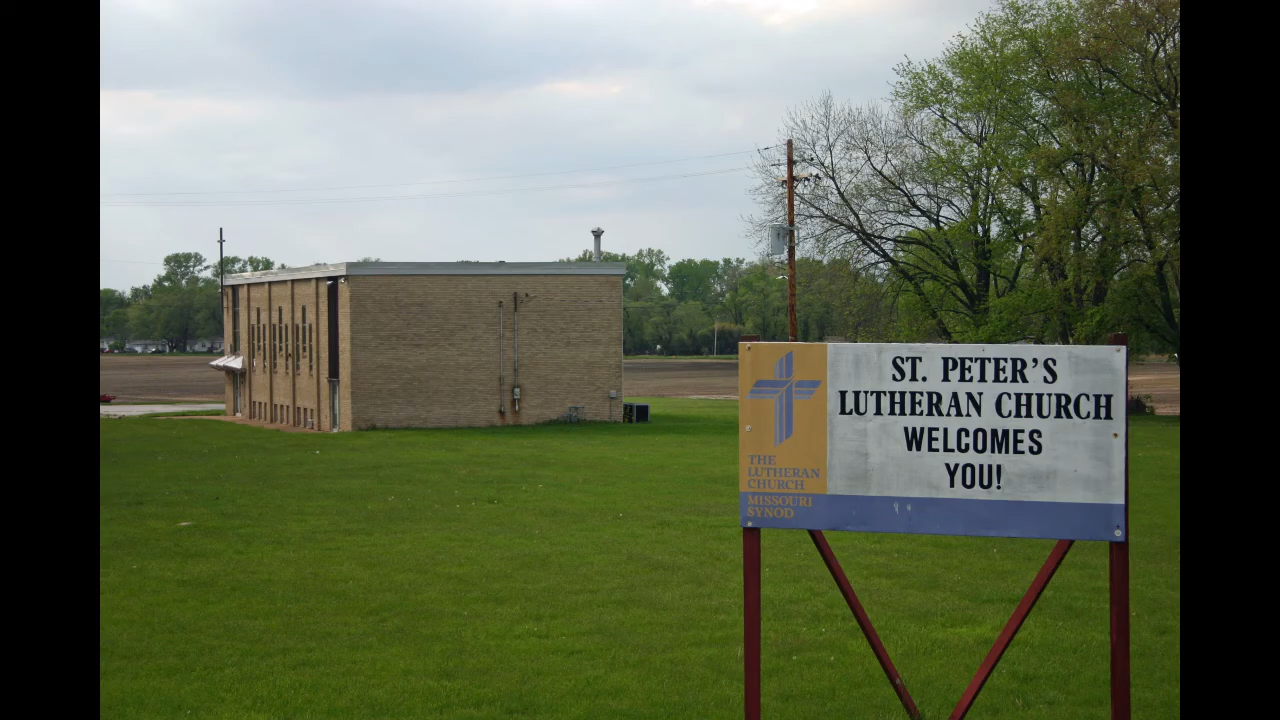 ST. PETER'S
LUTHERAN CHURCH
WELCOMES
YOU!
THE
LUTHERAN
CHURCH
MISSOURI
SYNOD